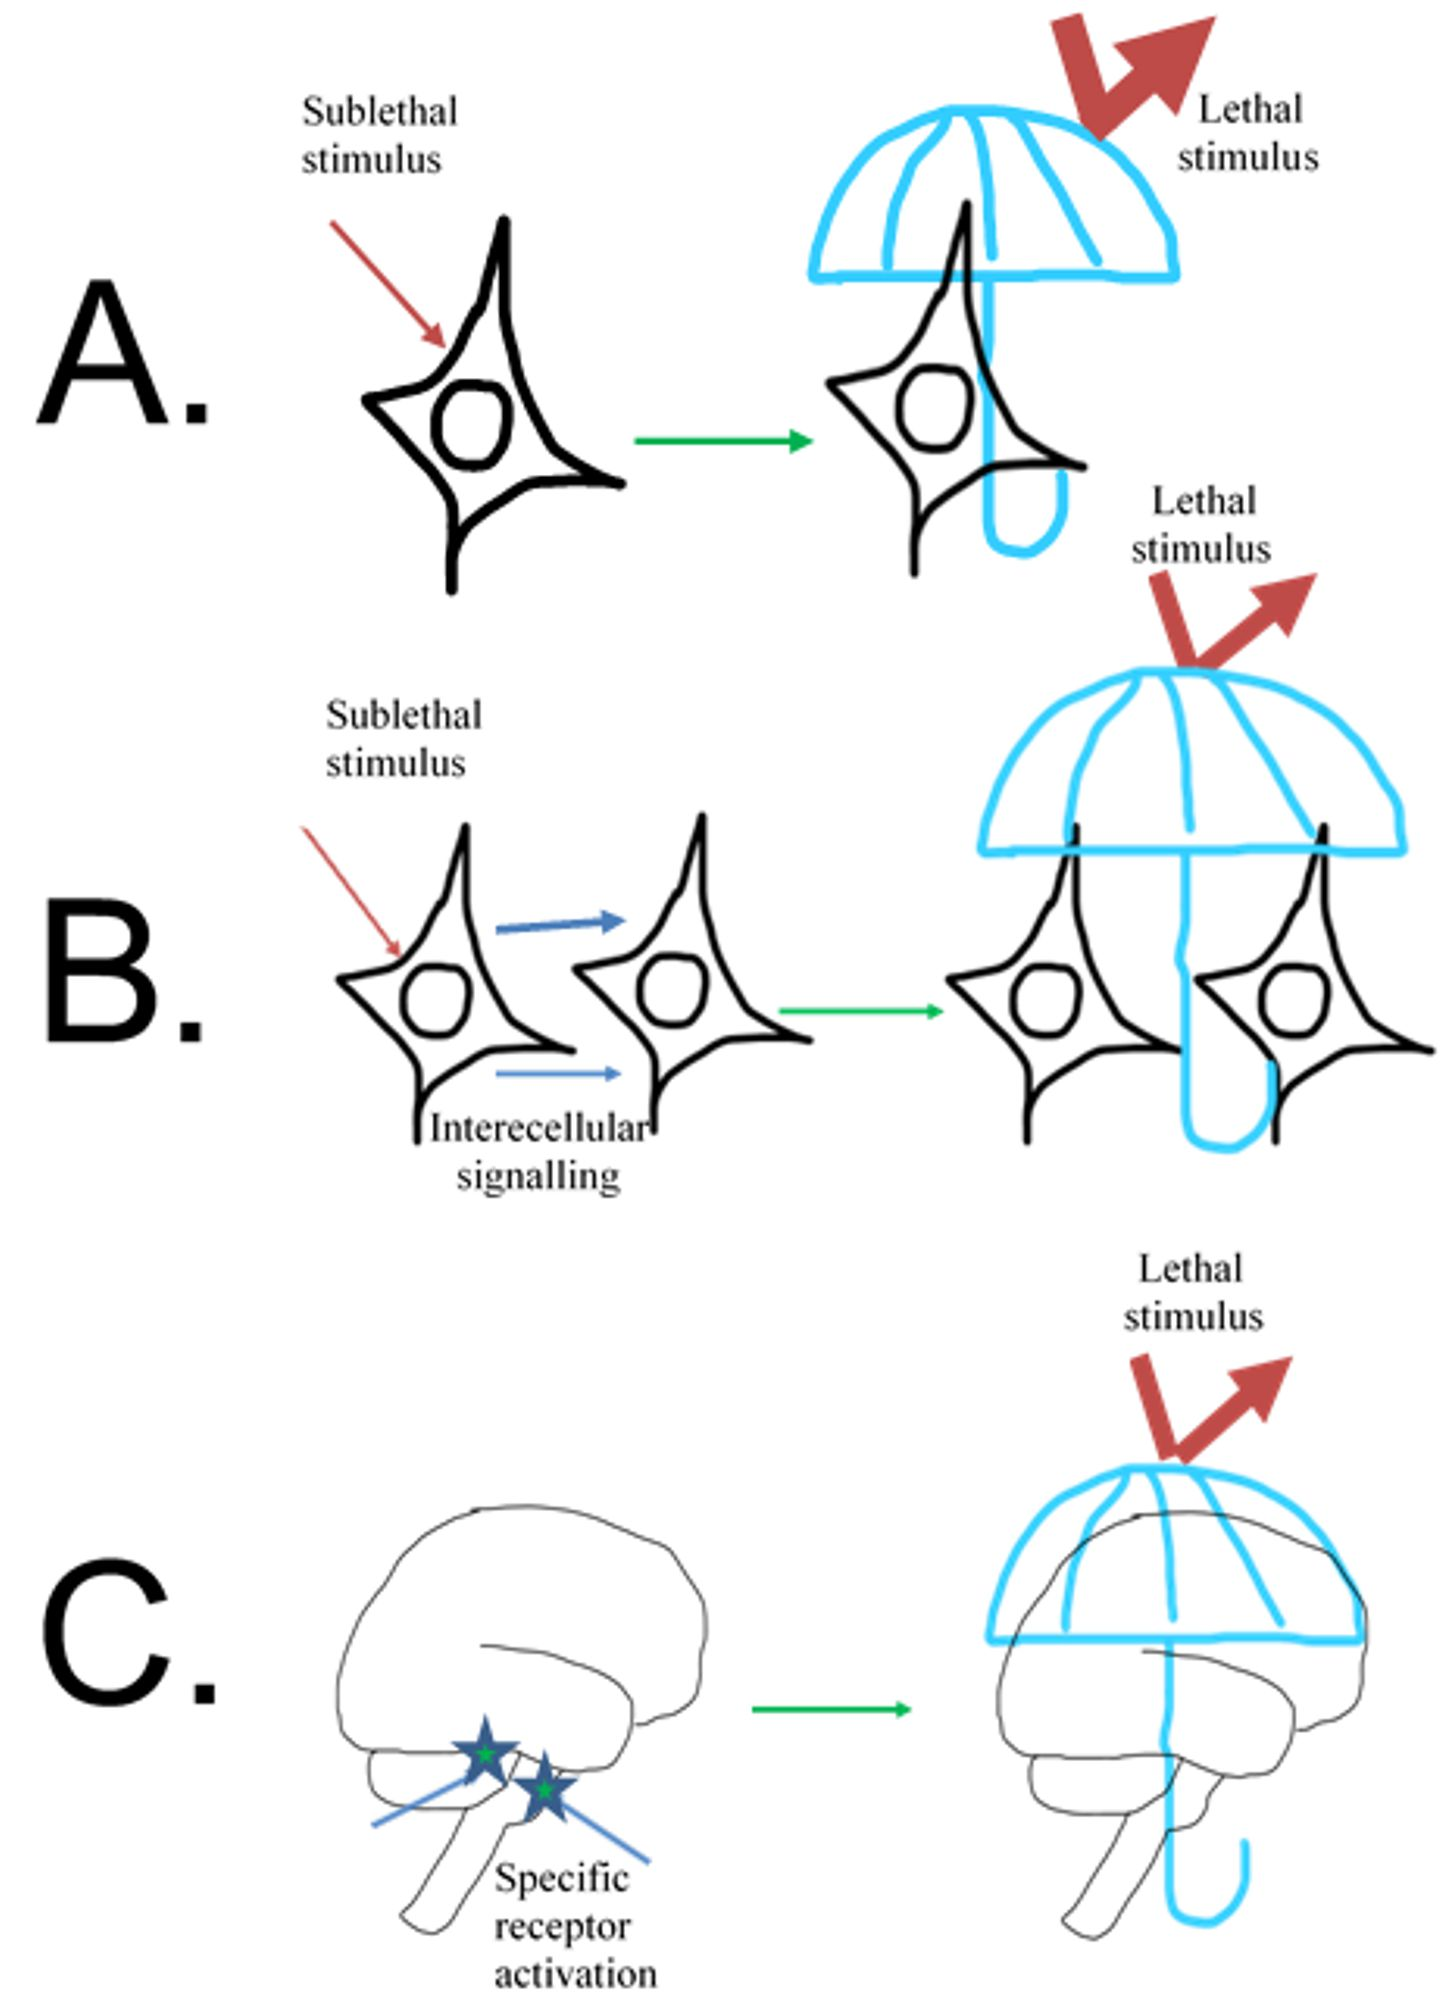 A.
Sublethal
stimulus
Lethal
stimulus
B.
Sublethal
stimulus
Interecellular
signalling
Lethal
stimulus
C.
Specific
receptor
activation
Lethal
stimulus